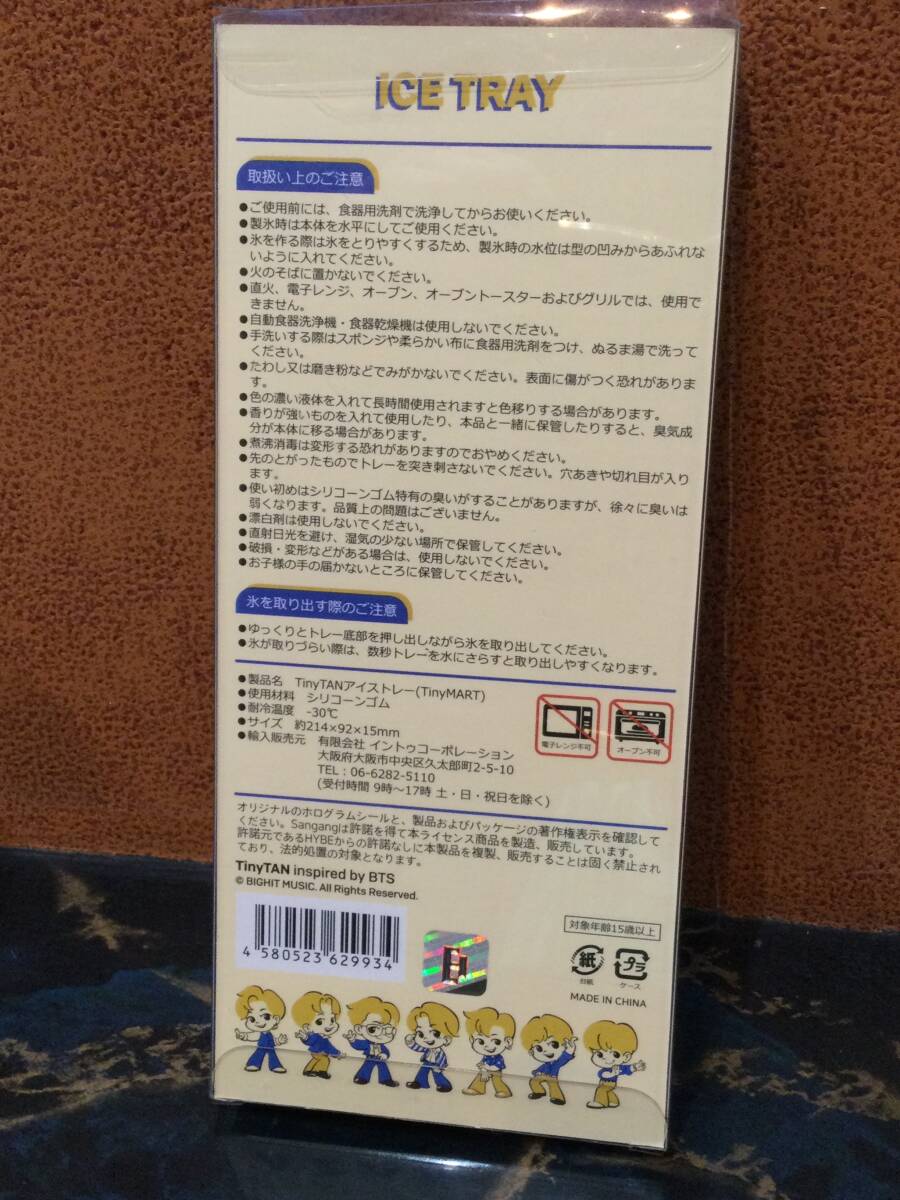 ICE TRAY
取扱い上のご注意
●ご使用前には、食器用洗剤で洗浄してからお使いください。
●製氷時は本体を水平にしてご使用ください。
●氷を作る際は氷をとりやすくするため、製氷時の水位は型の凹みからあふれな
いように入れてください。
●火のそばに置かないでください。
●直火、電子レンジ、オーブン、オーブントースターおよびグリルでは、使用で
きません。
●自動食器洗浄機・食器乾燥機は使用しないでください。
●手洗いする際はスポンジや柔らかい布に食器用洗剤をつけ、ぬるま湯で洗って
ください。
●たわし又は磨き粉などでみがかないでください。表面に傷がつく恐れがありま
す。
●色の濃い液体を入れて長時間使用されますと色移りする場合があります。
●香りが強いものを入れて使用したり、本品と一緒に保管したりすると、臭気成
分が本体に移る場合があります。
●煮沸消毒は変形する恐れがありますのでおやめください。
●先のとがったものでトレーを突き刺さないでください。穴あきや切れ目が入り
ます。
●使い初めはシリコーンゴム特有の臭いがすることがありますが、徐々に臭いは
弱くなります。品質上の問題はございません。
●漂白剤は使用しないでください。
●直射日光を避け、湿気の少ない場所で保管してください。
●破損・変形などがある場合は、使用しないでください。
●お子様の手の届かないところに保管してください。
氷を取り出す際のご注意
●ゆっくりとトレー底部を押し出しながら氷を取り出してください。
●氷が取りづらい際は、数秒トレーを水にさらすと取り出しやすくなります。
●製品名 TinyTANアイストレー(TinyMART)
●使用材料 シリコーンゴム
●耐冷温度 -30℃
●サイズ 約214×92×15mm
●輸入販売元 有限会社 イントゥコーポレーション
大阪府大阪市中央区久太郎町2-5-10
TEL：06-6282-5110
(受付時間 9時〜17時 土・日・祝日を除く)
電子レンジ不可
オーブン不可
オリジナルのホログラムシールと、製品およびパッケージの著作権表示を確認して
ください。Sangangは許諾を得て本ライセンス商品を製造、販売しています。
許諾元であるHYBEからの許諾なしに本製品を複製、販売することは固く禁止され
ており、法的処置の対象となります。
TinyTAN inspired by BTS
© BIGHIT MUSIC. All Rights Reserved.
4 580523 629934
対象年齢15歳以上
紙
台紙
プラ
ケース
MADE IN CHINA